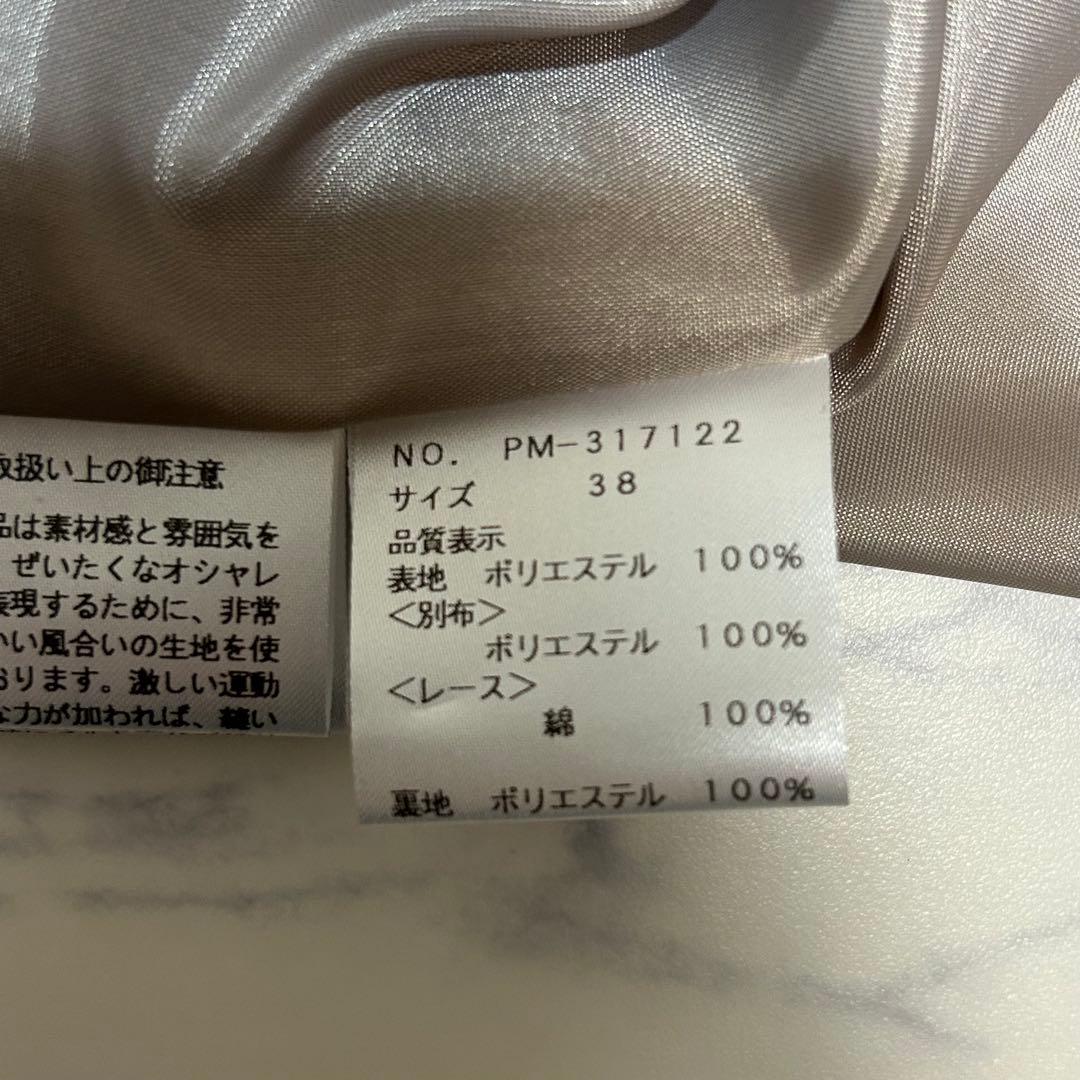 取扱い上の御注意
品は素材感と雰囲気を
ぜいたくなオシャレ
表現するために、非常
い風合いの生地を使
おります。激しい運動
な力が加われば、縫い
NO. PM-317122
サイズ 38
品質表示
表地 ポリエステル 100%
<別布>
ポリエステル 100%
<レース>
綿 100%
裏地 ポリエステル 100%